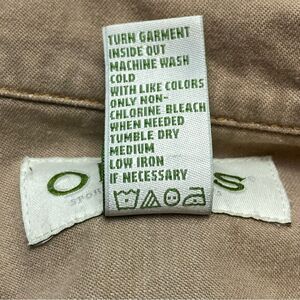 TURN GARMENT
INSIDE OUT
MACHINE WASH
COLD
WITH LIKE COLORS
ONLY NON-
CHLORINE BLEACH
WHEN NEEDED
TUMBLE DRY
MEDIUM
LOW IRON
IF NECESSARY